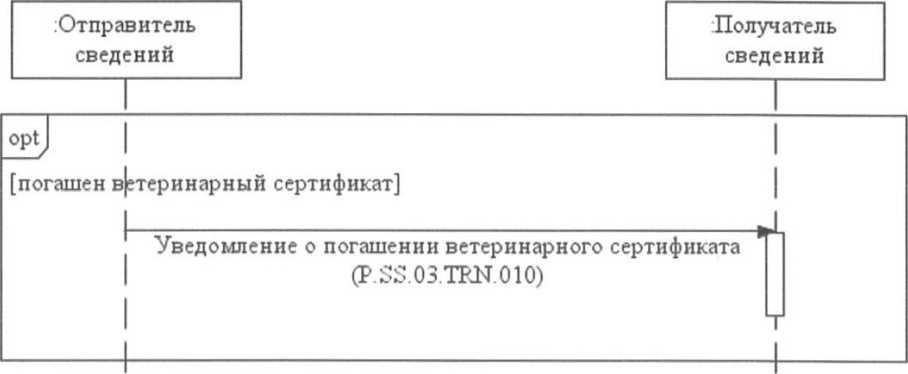 :Отправитель
сведений
:Получатель
сведений
opt
[погашен ветеринарный сертификат]
Уведомление о погашении ветеринарного сертификата
(P.SS.03.TRN.010)